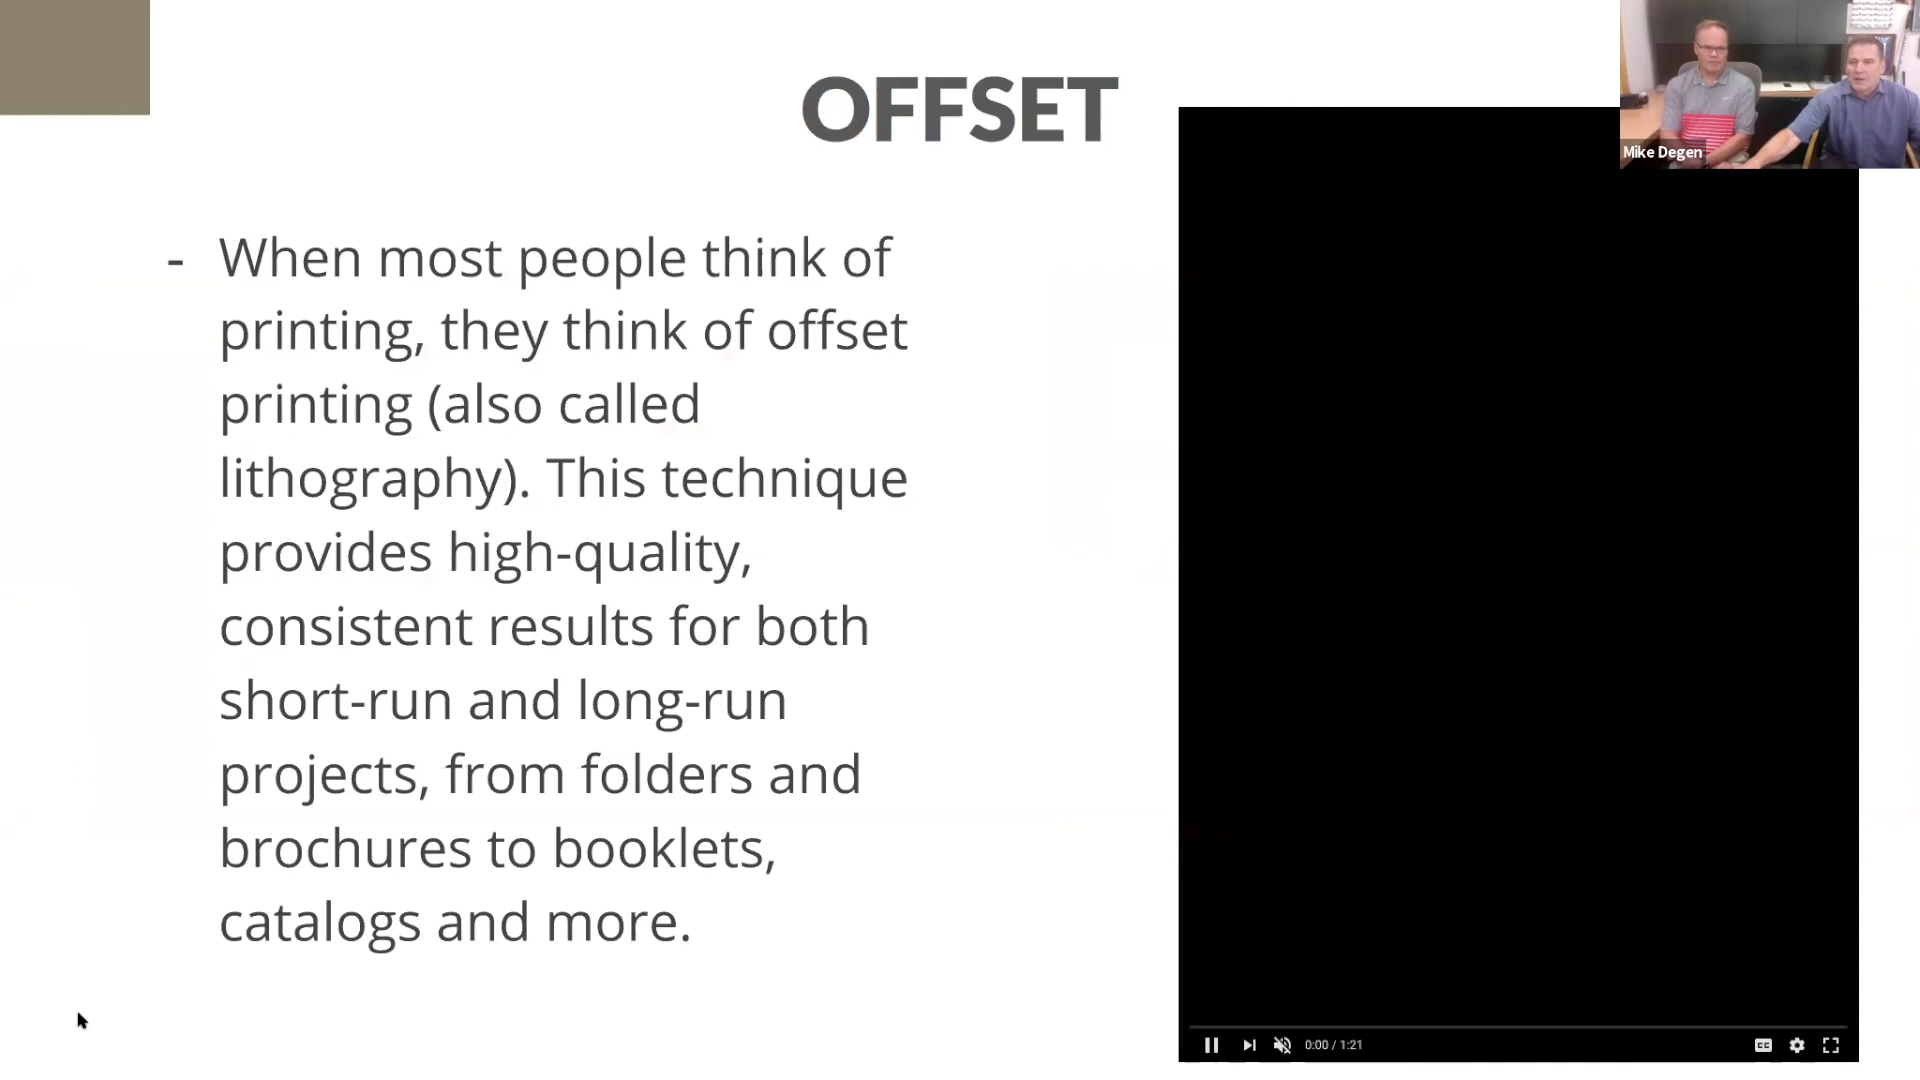 OFFSET
Mike Degen
- When most people think of
printing, they think of offset
printing (also called
lithography). This technique
provides high-quality,
consistent results for both
short-run and long-run
projects, from folders and
brochures to booklets,
catalogs and more.
0:00 / 1:21
CC